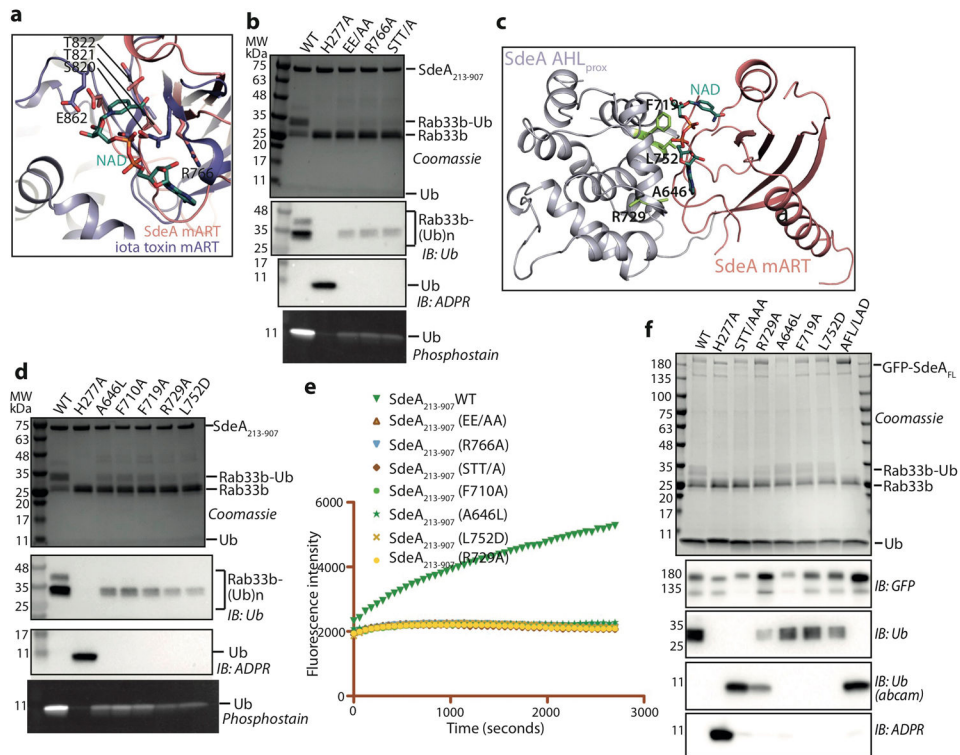 a
T822
T821
S820
E862
NAD
R766
SdeA mART
iota toxin mART
b
MW
kDa
WT
H277A
EE/AA
R766A
STT/A
75
63
48
35
25
20
17
11
SdeA213-907
Rab33b-Ub
Rab33b
Coomassie
Ub
48
35
25
Rab33b-
(Ub)n
IB: Ub
17
11
Ub
IB: ADPR
11
Ub
Phosphostain
c
SdeA AHLprox
F719
NAD
L752
A646
R729
SdeA mART
d
MW
kDa
WT
H277A
A646L
F710A
F719A
R729A
L752D
75
63
48
35
25
20
17
11
SdeA213-907
Rab33b-Ub
Rab33b
Coomassie
Ub
48
35
25
Rab33b-
(Ub)n
IB: Ub
17
11
Ub
IB: ADPR
11
Ub
Phosphostain
e
SdeA213-907 WT
SdeA213-907 (EE/AA)
SdeA213-907 (R766A)
SdeA213-907 (STT/A)
SdeA213-907 (F710A)
SdeA213-907 (A646L)
SdeA213-907 (L752D)
SdeA213-907 (R729A)
Fluorescence intensity
6000
4000
2000
0
0
1000
2000
3000
Time (seconds)
f
WT
H277A
STT/AAA
R729A
A646L
F719A
L752D
AFL/LAD
180
135
100
75
63
48
35
25
20
17
11
GFP-SdeAFL
Coomassie
Rab33b-Ub
Rab33b
Ub
180
135
IB: GFP
35
25
IB: Ub
11
IB: Ub
(abcam)
11
IB: ADPR